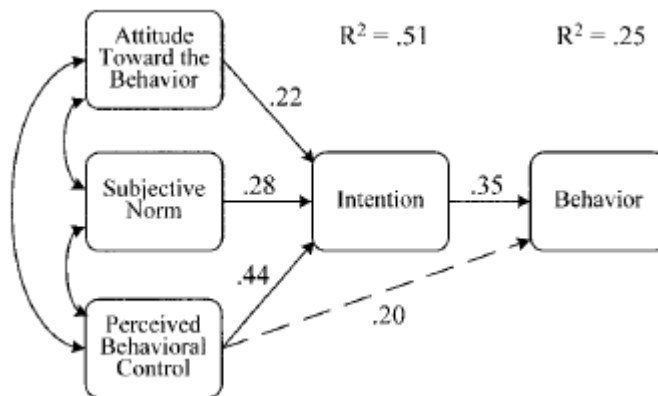 Attitude
Toward the
Behavior
R² = .51
R² = .25
.22
Subjective
Norm
.28
Intention
.35
Behavior
.44
.20
Perceived
Behavioral
Control